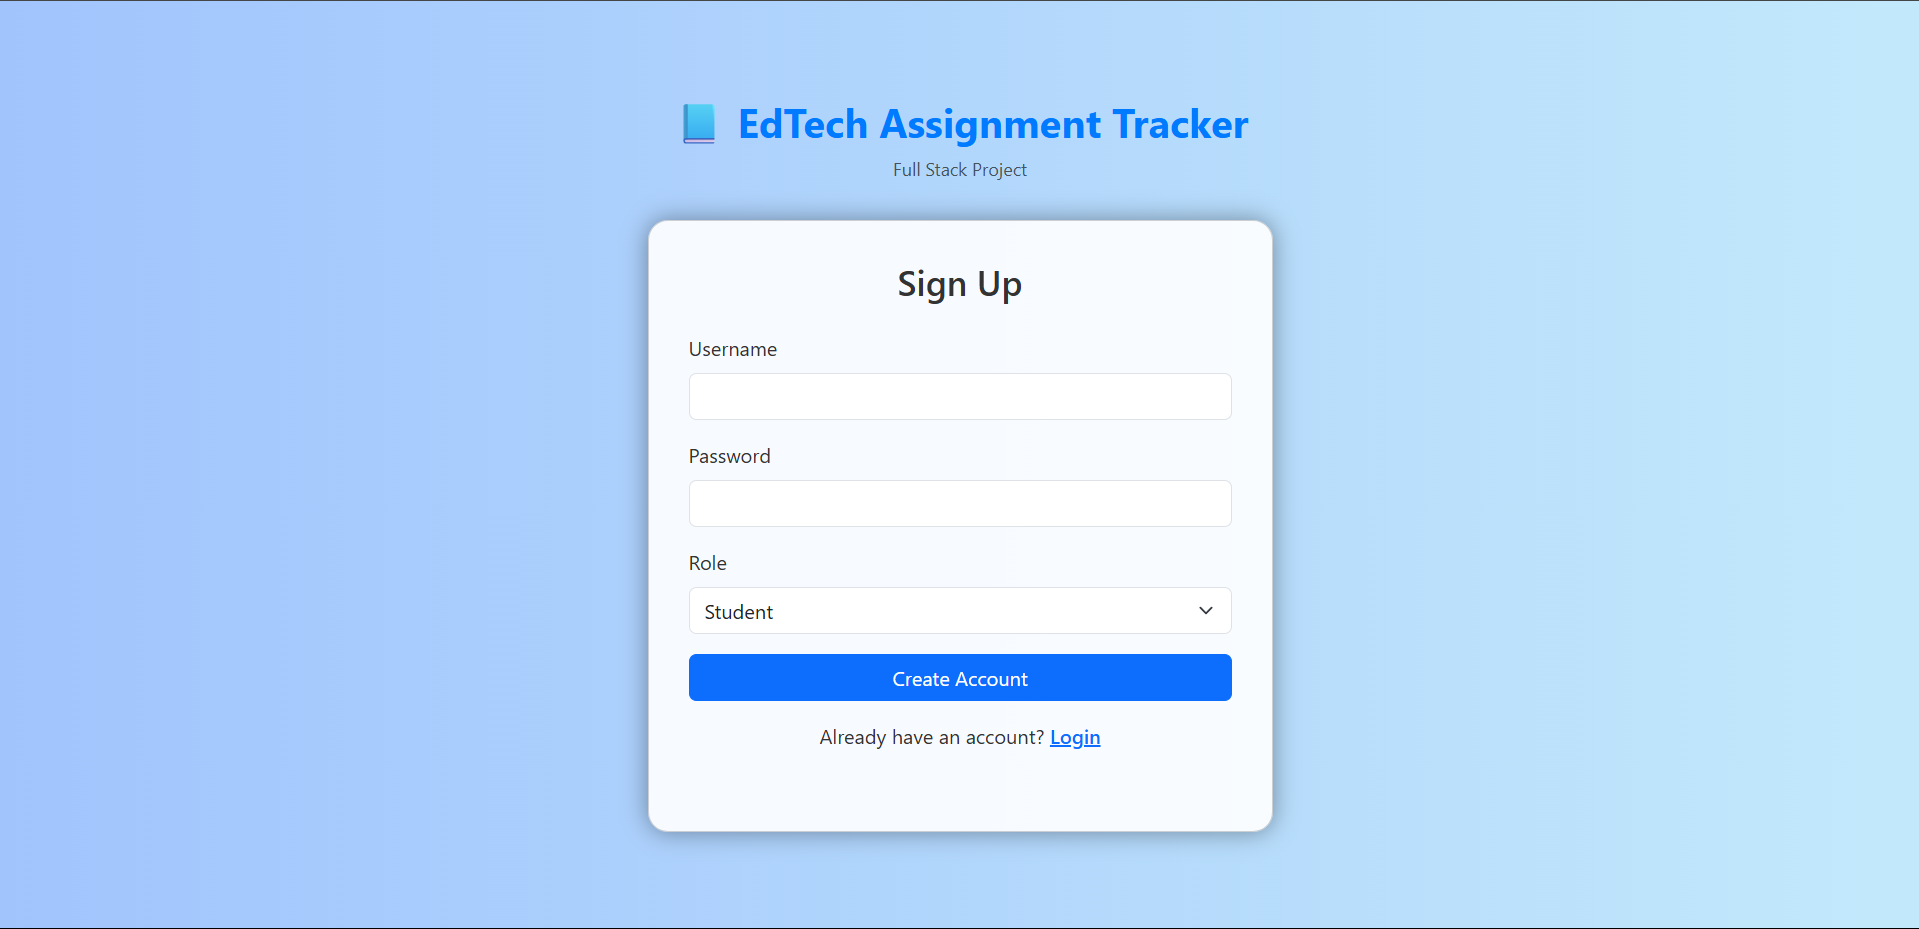 EdTech Assignment Tracker
Full Stack Project
Sign Up
Username
Password
Role
Student
Create Account
Already have an account? Login